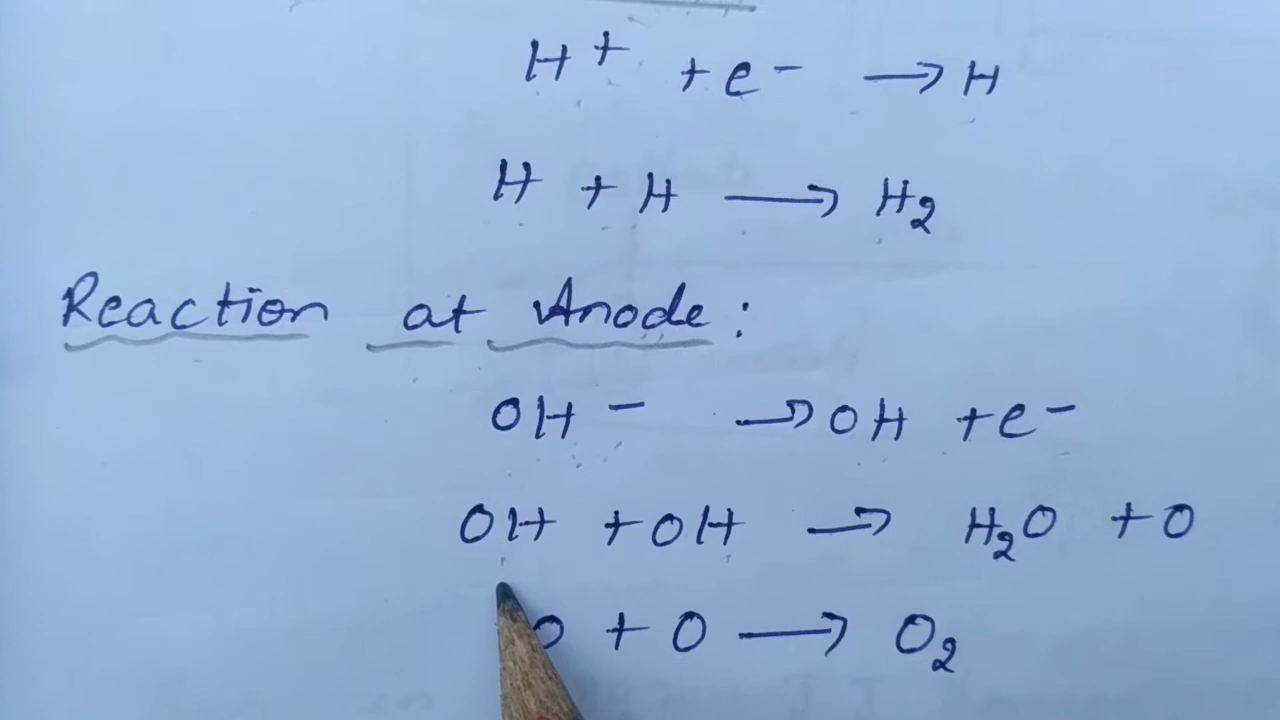 H⁺ + e⁻ → H
H + H → H₂
Reaction at Anode:
OH⁻ → OH + e⁻
OH + OH → H₂O + O
O + O → O₂